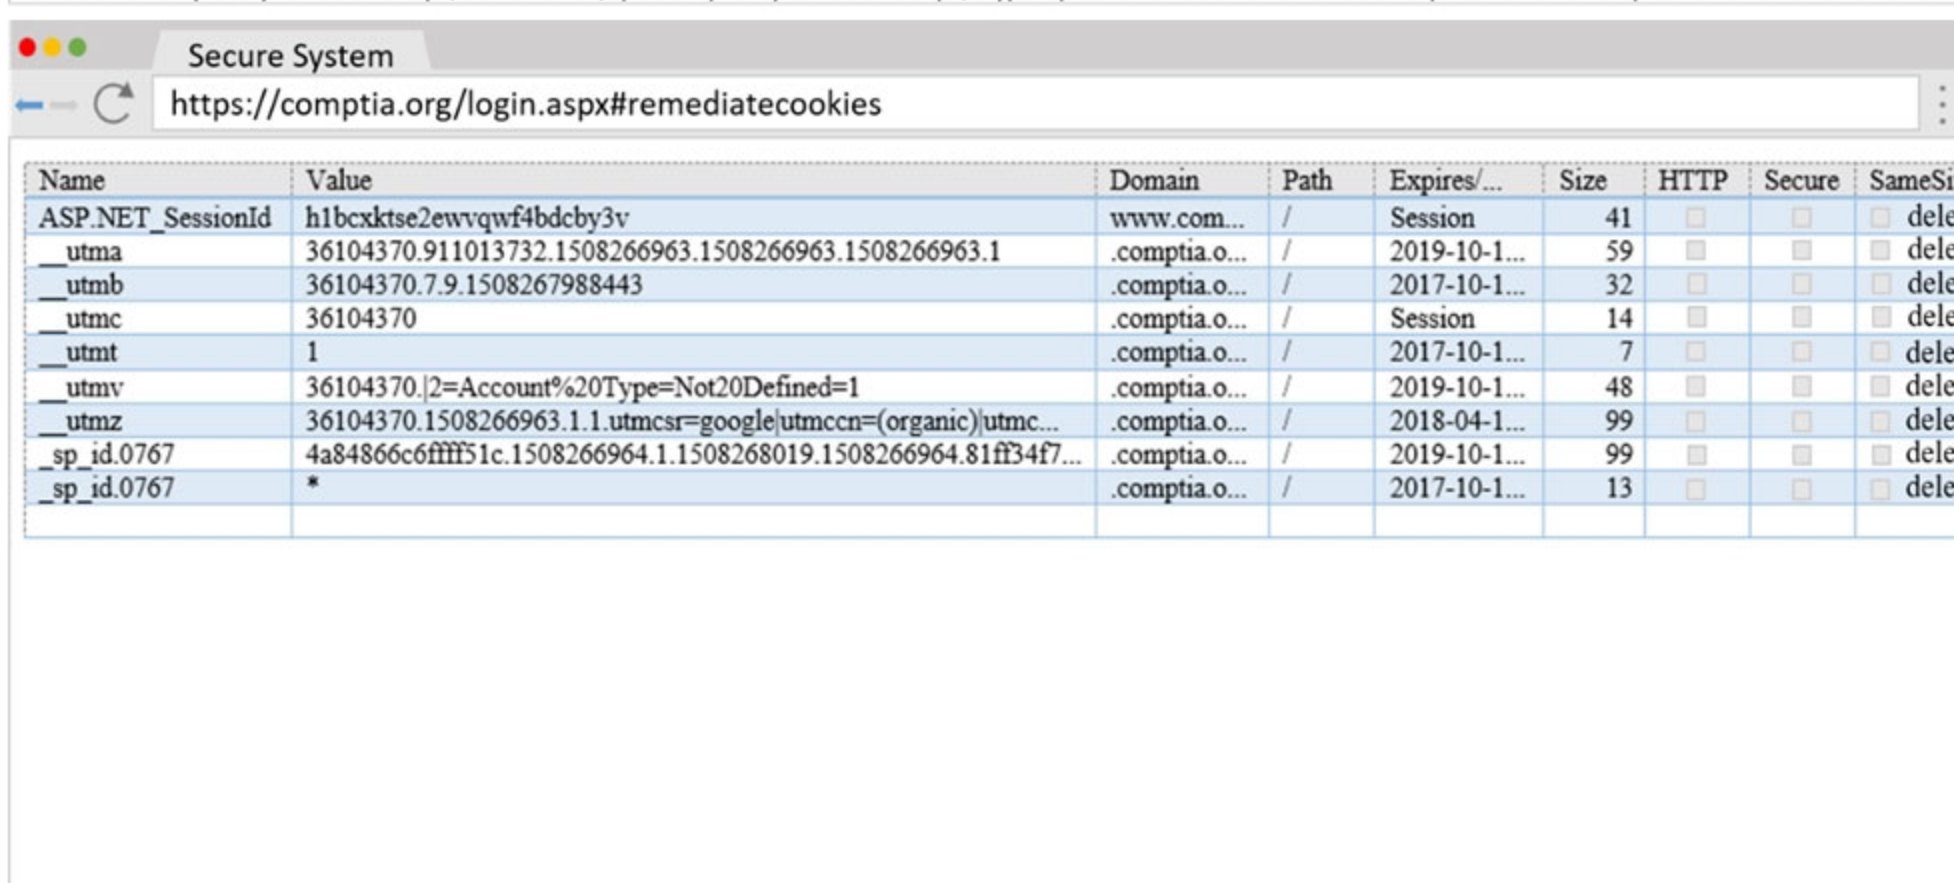 Secure System
https://comptia.org/login.aspx#remediatecookies
Name Value Domain Path Expires/... Size HTTP Secure SameSi
ASP.NET_SessionId h1bcxktse2ewvqwf4bdcby3v www.com... / Session 41 dele
__utma 36104370.911013732.1508266963.1508266963.1508266963.1 .comptia.o... / 2019-10-1... 59 dele
__utmb 36104370.7.9.1508267988443 .comptia.o... / 2017-10-1... 32 dele
__utmc 36104370 .comptia.o... / Session 14 dele
__utmt 1 .comptia.o... / 2017-10-1... 7 dele
__utmv 36104370.|2=Account%20Type=Not20Defined=1 .comptia.o... / 2019-10-1... 48 dele
__utmz 36104370.1508266963.1.1.utmcsr=google|utmccn=(organic)|utmc... .comptia.o... / 2018-04-1... 99 dele
_sp_id.0767 4a84866c6ffff51c.1508266964.1.1508268019.1508266964.81ff34f7... .comptia.o... / 2019-10-1... 99 dele
_sp_id.0767 * .comptia.o... / 2017-10-1... 13 dele